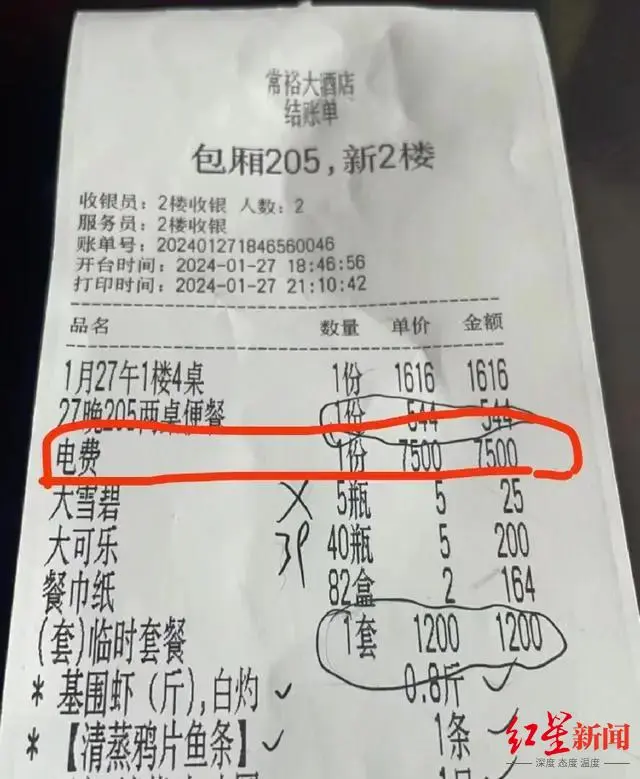 常裕大酒店
结账单
包厢205,新2楼
收银员:2楼收银 人数:2
服务员:2楼收银
账单号:202401271846560046
开台时间:2024-01-27 18:46:56
打印时间:2024-01-27 21:10:42
品名 数量 单价 金额
1月27午1楼4桌 1份 1616 1616
27晚205两桌便餐 1份 544 544
电费 1份 7500 7500
大雪碧 X 5瓶 5 25
大可乐 39 40瓶 5 200
餐巾纸 82盒 2 164
(套)临时套餐 1套 1200 1200
* 基围虾(斤),白灼 ✓ 0.8斤 ✓
* 【清蒸鸦片鱼条】 ✓ 1条
红星新闻
深度 态度 温度